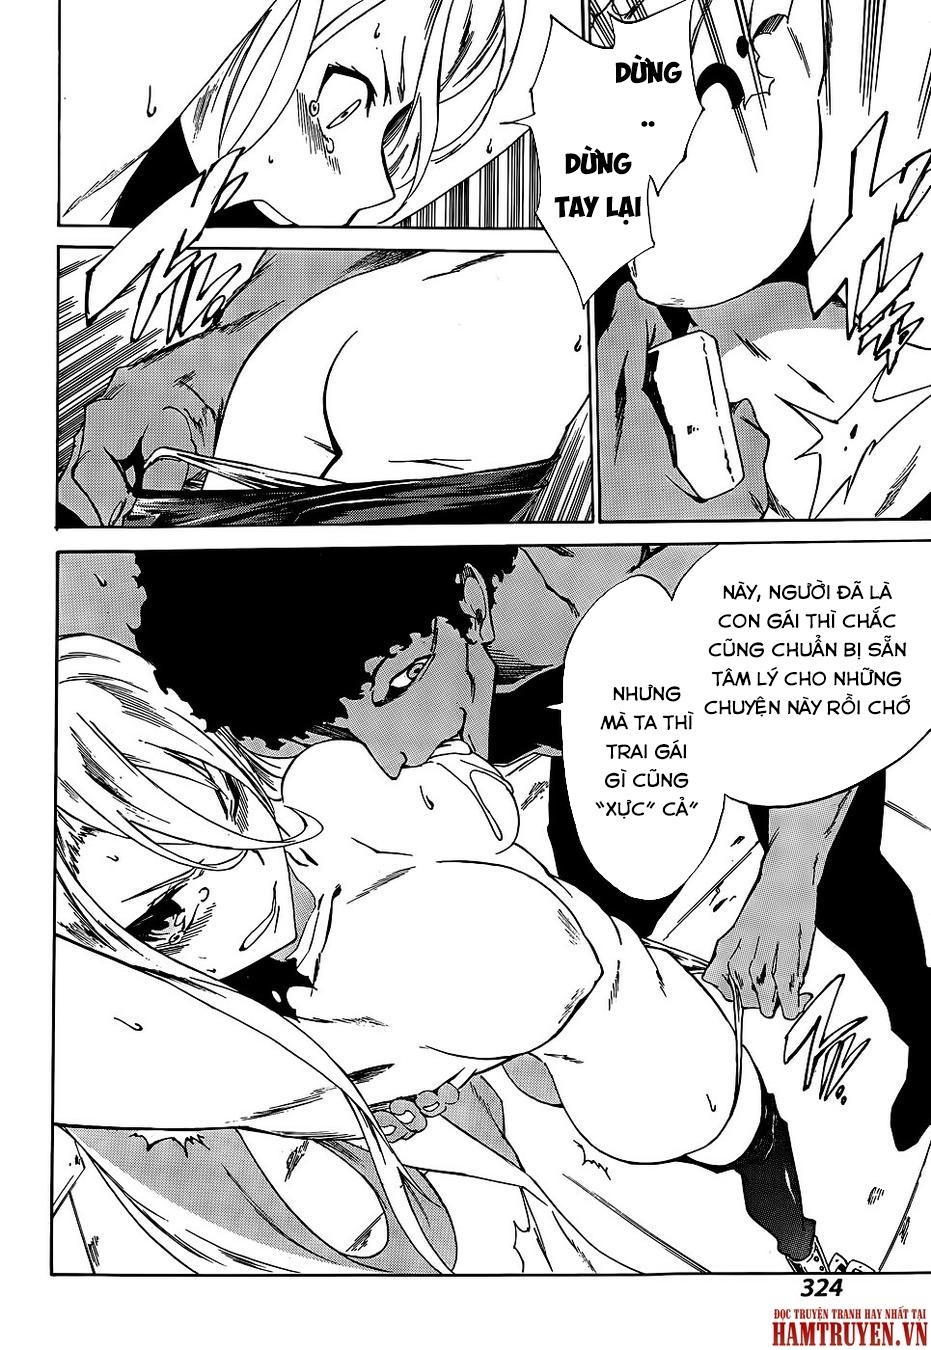 DỪNG
..
DỪNG
TAY LẠI
NÀY, NGƯỜI ĐÃ LÀ
CON GÁI THÌ CHẮC
CŨNG CHUẨN BỊ SẴN
TÂM LÝ CHO NHỮNG
CHUYỆN NÀY RỒI CHỚ
NHƯNG
MÀ TA THÌ
TRAI GÁI
GÌ CŨNG
"XỰC" CẢ"
324
ĐỌC TRUYỆN TRANH HAY NHẤT TẠI
HAMTRUYEN.VN